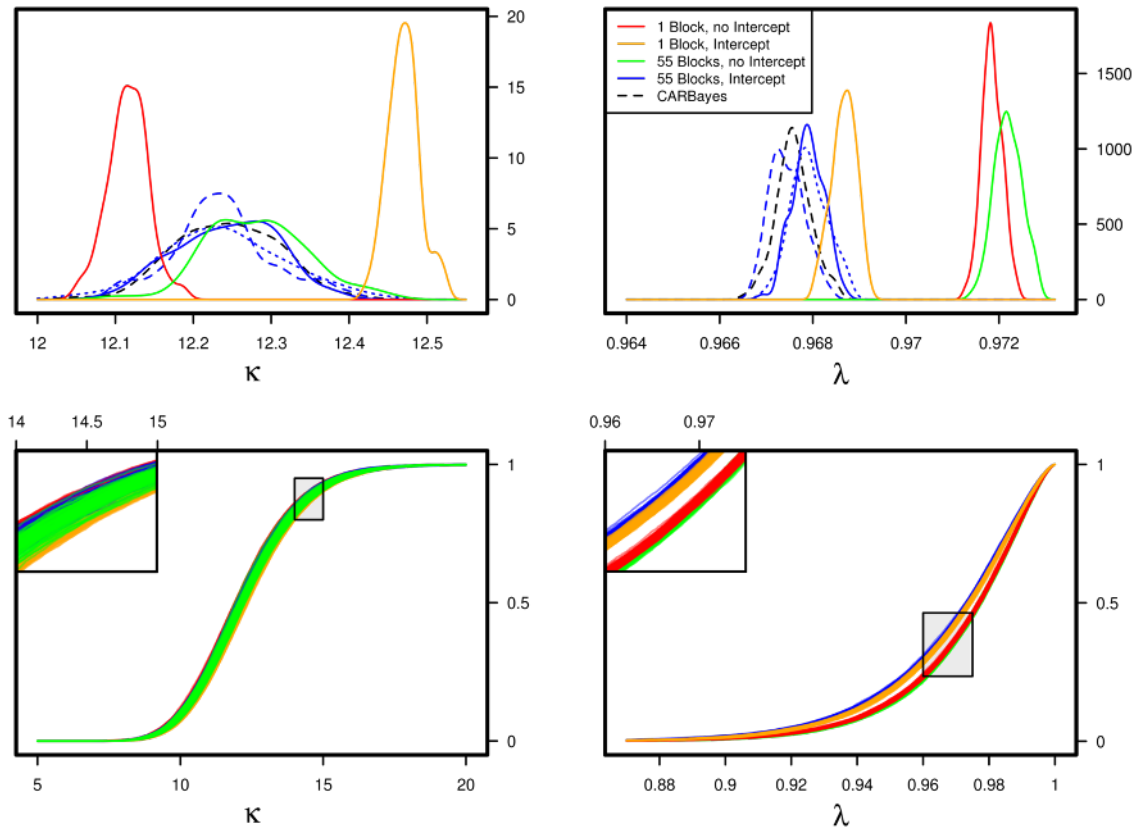 20
15
10
5
0
12 12.1 12.2 12.3 12.4 12.5
κ
1 Block, no Intercept
1 Block, Intercept
55 Blocks, no Intercept
55 Blocks, Intercept
CARBayes
1500
1000
500
0
0.964 0.966 0.968 0.97 0.972
λ
14 14.5 15
1
0.5
0
5 10 15 20
κ
0.96 0.97
1
0.5
0
0.88 0.9 0.92 0.94 0.96 0.98 1
λ